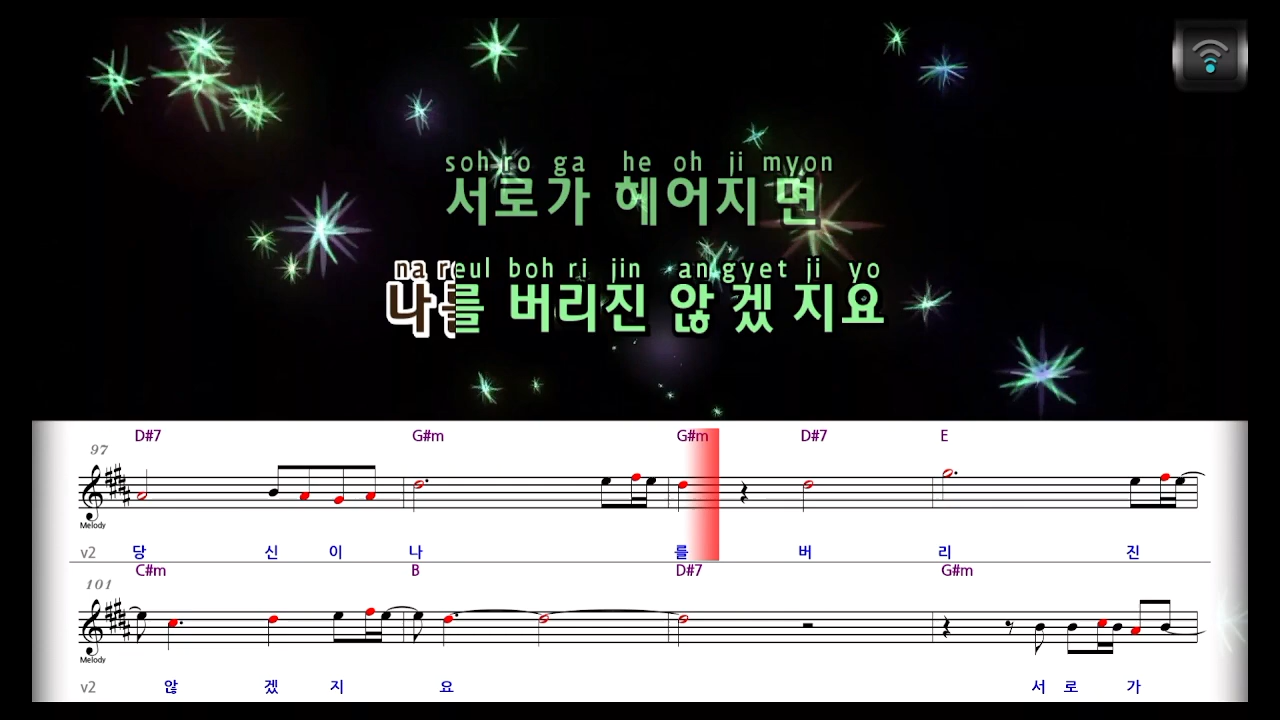 soh ro ga he oh ji myon
서로가 헤어지면
na reul boh ri jin an gyet ji yo
나를 버리진 않겠지요
D#7 G#m G#m D#7 E
97
Melody
v2 당 신 이 나 를 버 리 진
C#m B D#7 G#m
101
Melody
v2 않 겠 지 요 서 로 가